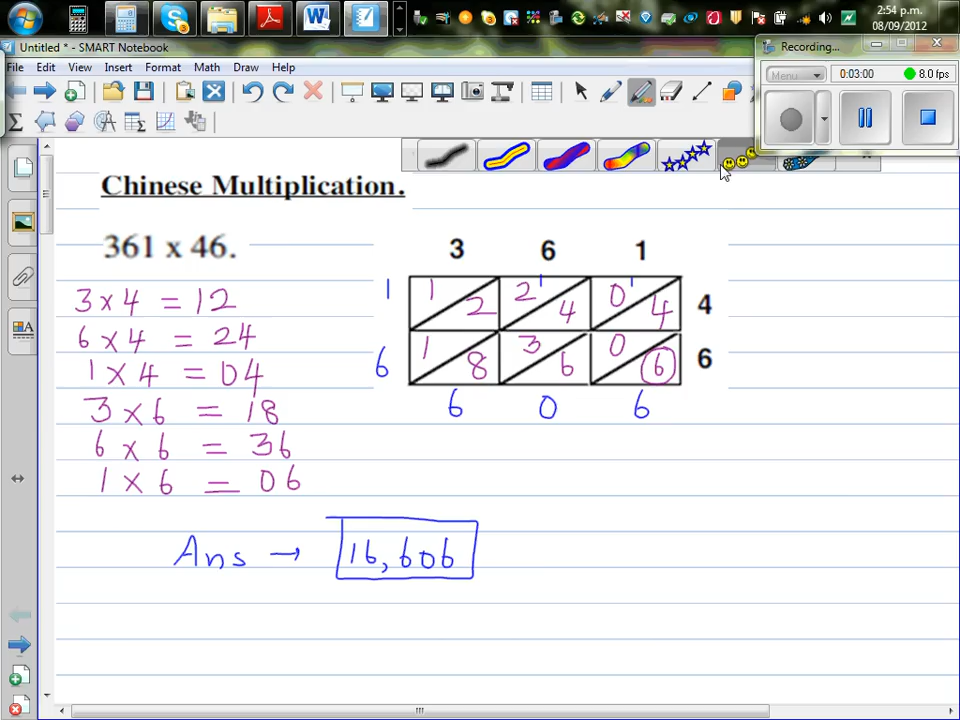 2:54 p.m.
08/09/2012
Untitled * - SMART Notebook
Recording...
File Edit View Insert Format Math Draw Help
Menu
0:03:00
8.0 fps
Chinese Multiplication.
361 x 46.
3 6 1
3 x 4 = 12
1 1 2 2 ' 4 0 ' 4 4
6 x 4 = 24
1 x 4 = 04
6 1 8 3 6 0 6 6
3 x 6 = 18
6 0 6
6 x 6 = 36
1 x 6 = 06
Ans → 16,606